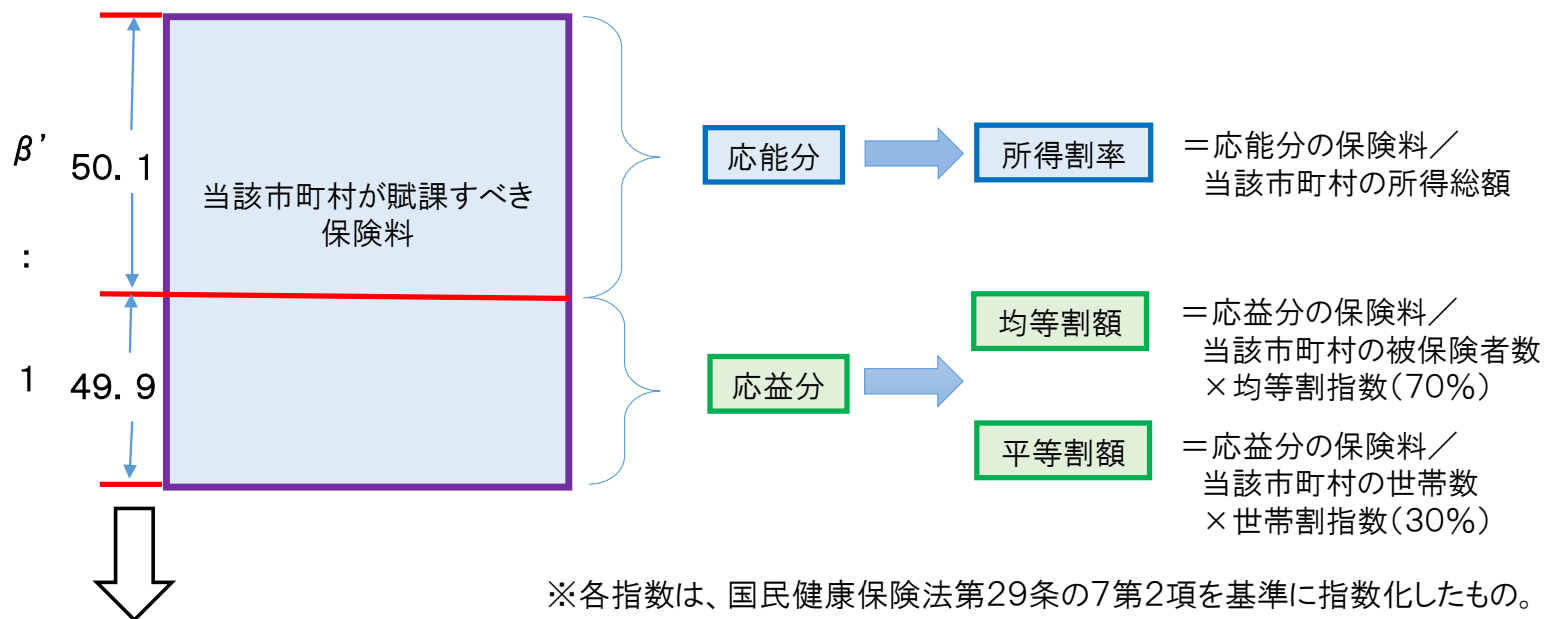 β’
50.1
:
1
49.9
当該市町村が賦課すべき
保険料
応能分
所得割率
＝応能分の保険料／
当該市町村の所得総額
応益分
均等割額
＝応益分の保険料／
当該市町村の被保険者数
×均等割指数(70%)
平等割額
＝応益分の保険料／
当該市町村の世帯数
×世帯割指数(30%)
※各指数は、国民健康保険法第29条の7第2項を基準に指数化したもの。